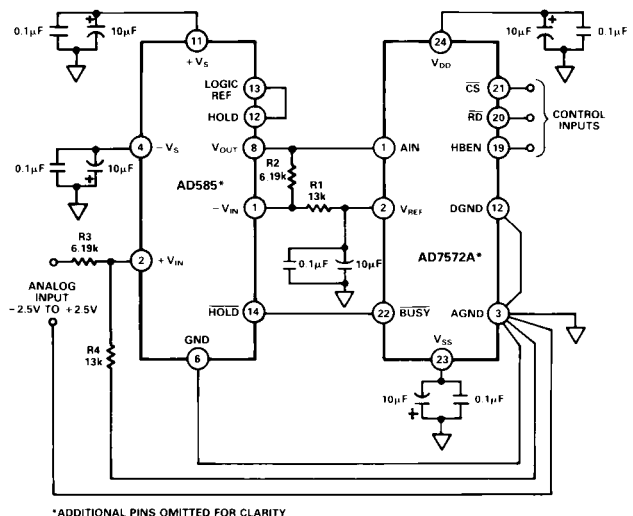 0.1µF
10µF
+
11
+VS
LOGIC REF
13
HOLD
12
4
-VS
0.1µF
10µF
+
VOUT
8
R2
6.19k
AD585*
-VIN
1
R1
13k
R3
6.19k
2
+VIN
0.1µF
10µF
+
ANALOG
INPUT
-2.5V TO +2.5V
R4
13k
HOLD
14
GND
6
10µF
+
0.1µF
24
VDD
CS
21
RD
20
HBEN
19
CONTROL
INPUTS
1
AIN
2
VREF
DGND
12
AD7572A*
22
BUSY
AGND
3
VSS
23
10µF
+
0.1µF
*ADDITIONAL PINS OMITTED FOR CLARITY